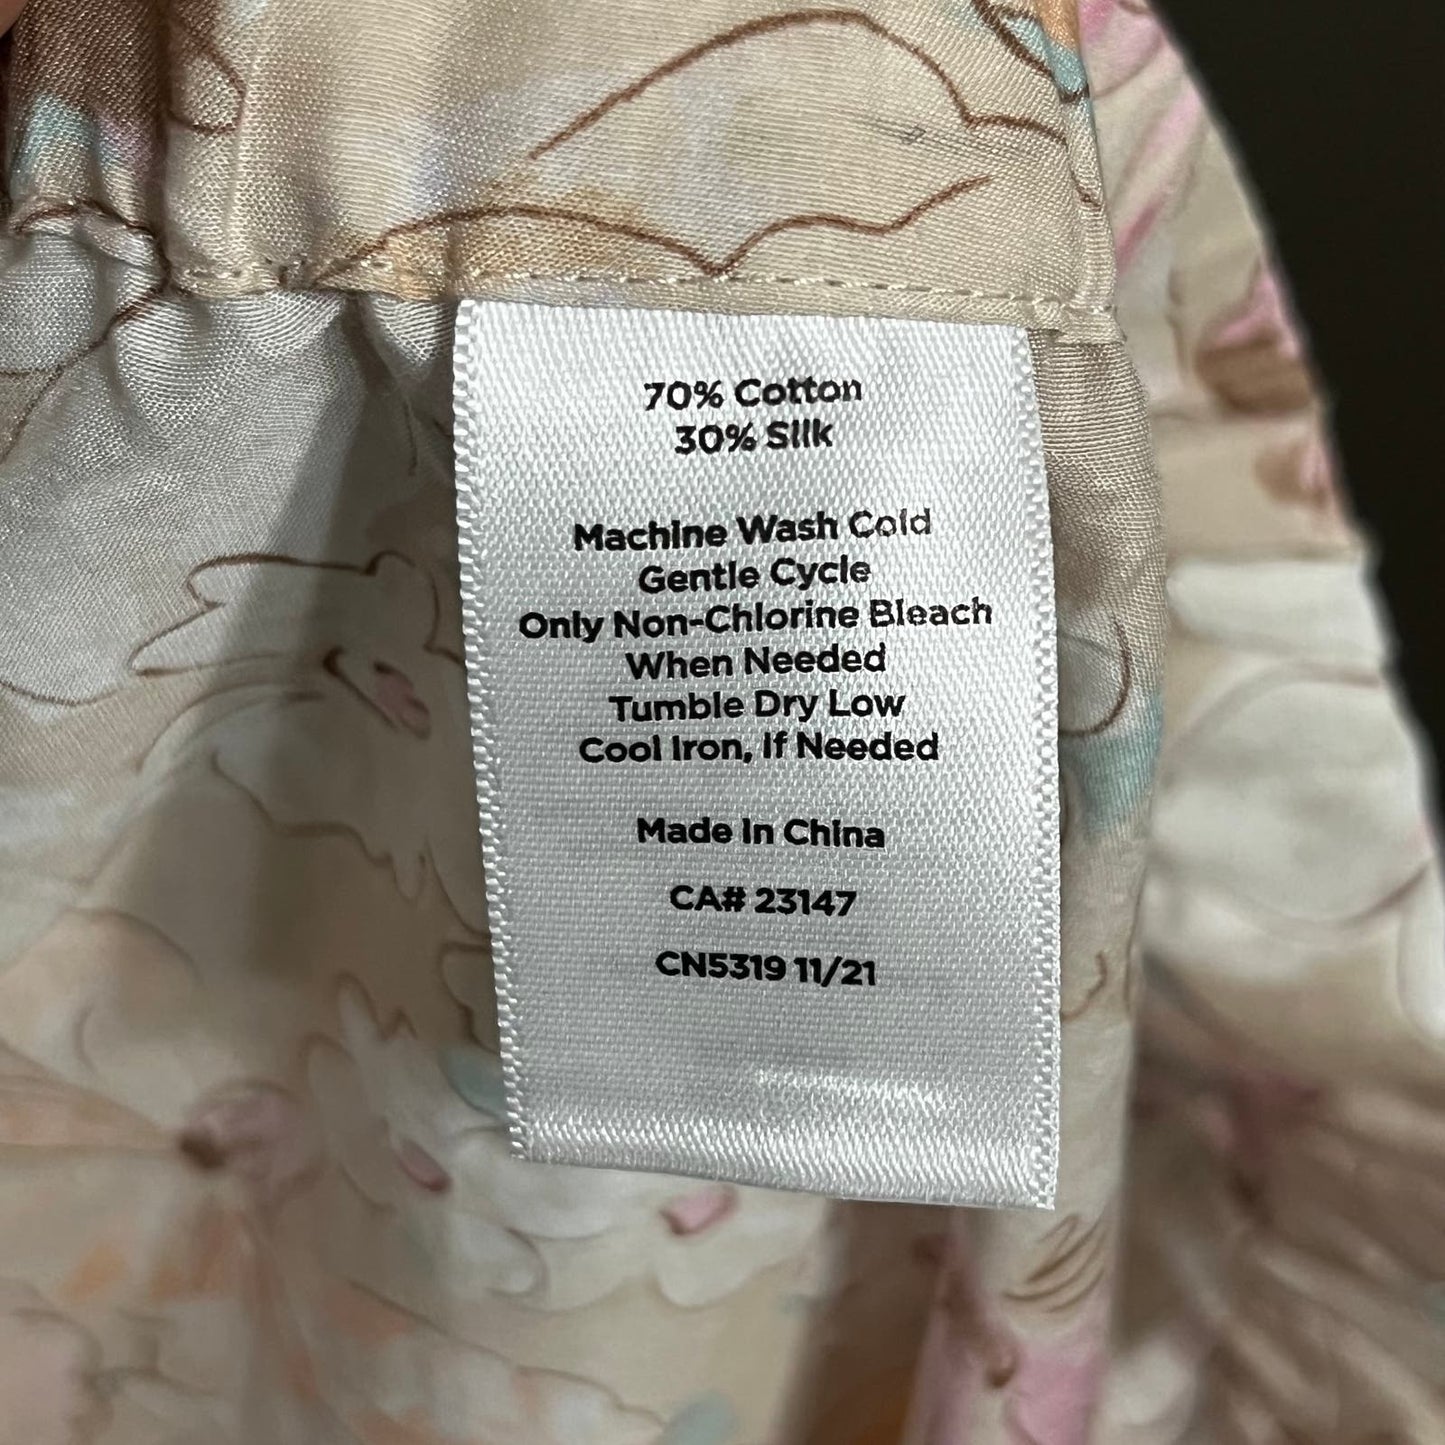 70% Cotton
30% Silk
Machine Wash Cold
Gentle Cycle
Only Non-Chlorine Bleach
When Needed
Tumble Dry Low
Cool Iron, If Needed
Made In China
CA# 23147
CN5319 11/21